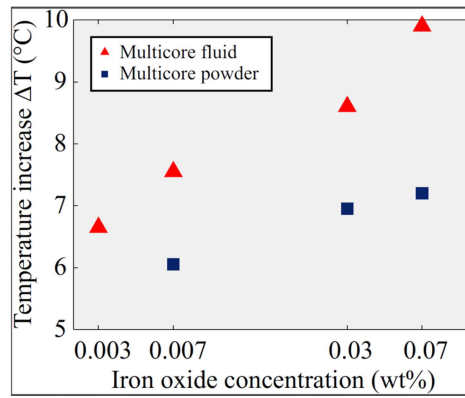 Temperature increase ΔT (°C)
10
9
8
7
6
5
Multicore fluid
Multicore powder
0.003 0.007 0.03 0.07
Iron oxide concentration (wt%)